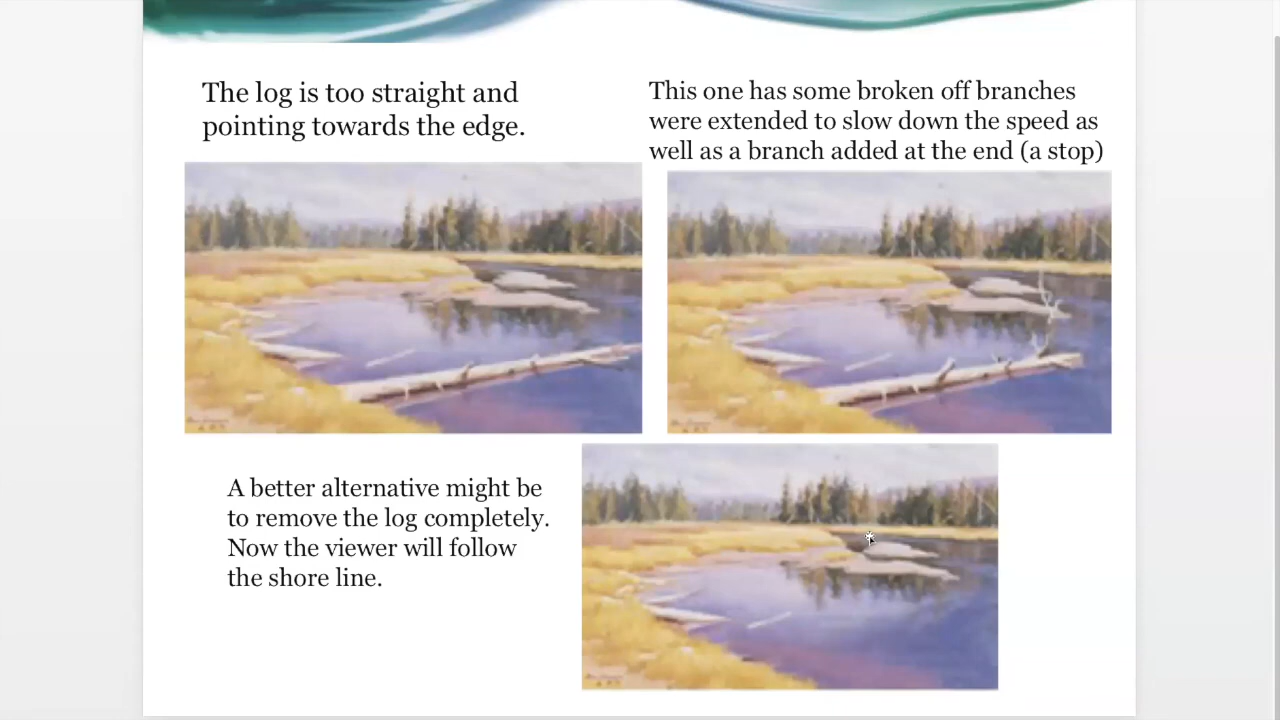 The log is too straight and
pointing towards the edge.
This one has some broken off branches
were extended to slow down the speed as
well as a branch added at the end (a stop)
A better alternative might be
to remove the log completely.
Now the viewer will follow
the shore line.